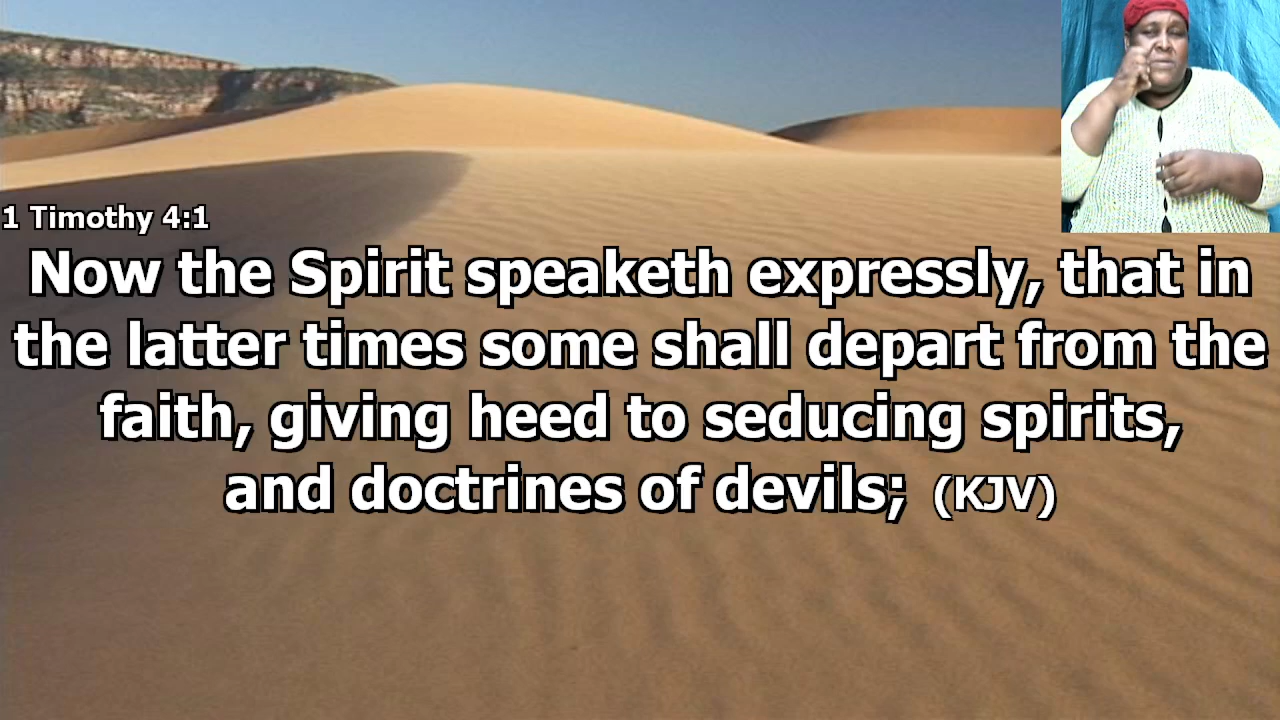 1 Timothy 4:1
Now the Spirit speaketh expressly, that in
the latter times some shall depart from the
faith, giving heed to seducing spirits,
and doctrines of devils; (KJV)